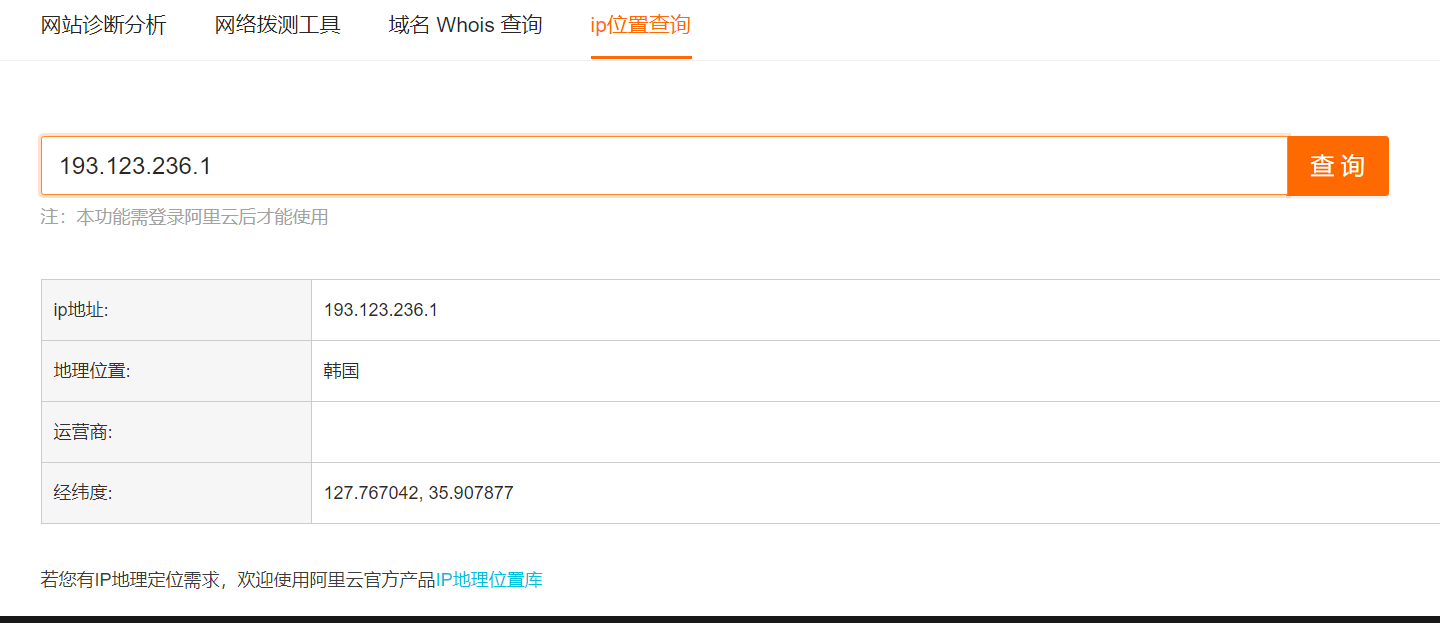 网站诊断分析 网络拨测工具 域名 Whois 查询 ip位置查询
193.123.236.1 查询
注：本功能需登录阿里云后才能使用
ip地址: 193.123.236.1
地理位置: 韩国
运营商:
经纬度: 127.767042, 35.907877
若您有IP地理定位需求，欢迎使用阿里云官方产品IP地理位置库